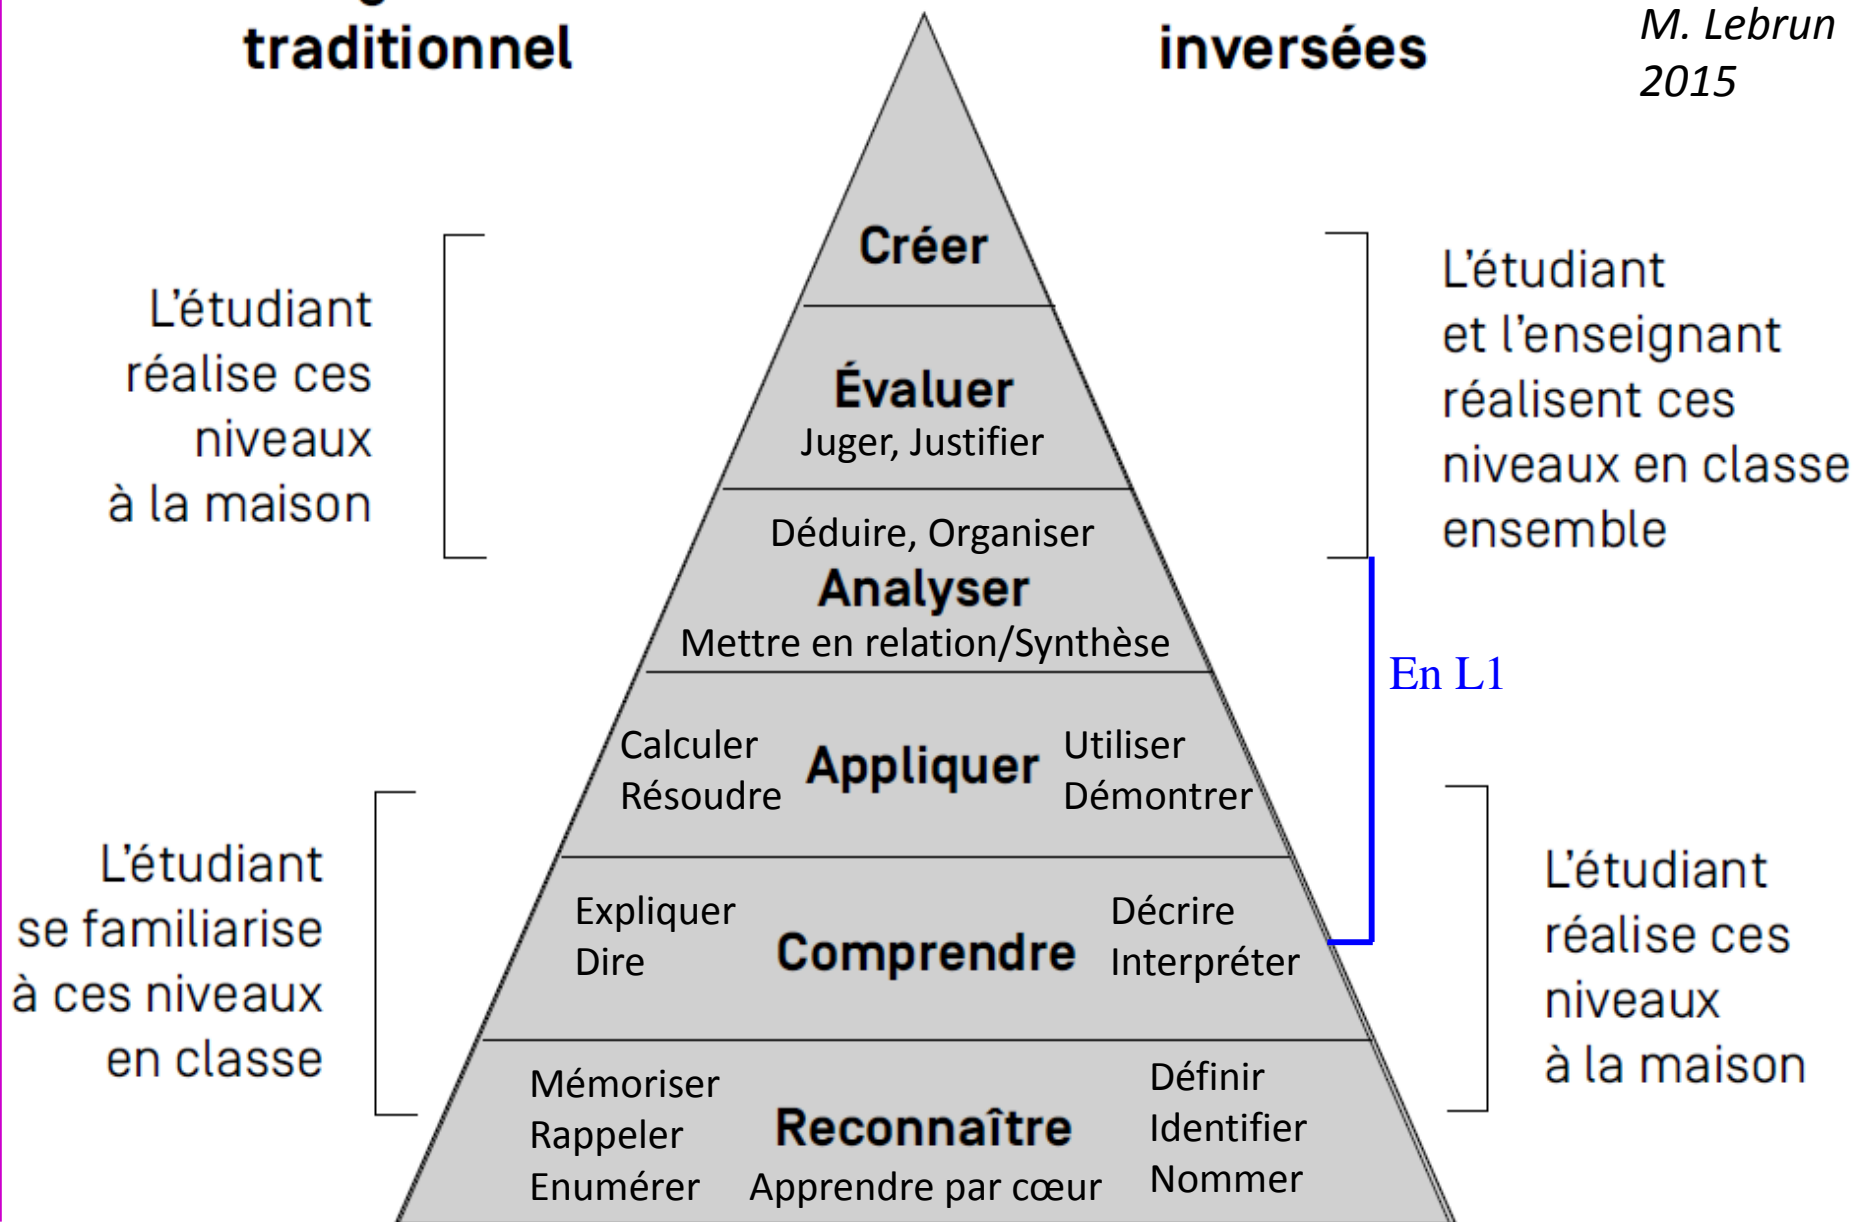 traditionnel
inversées
M. Lebrun
2015
Créer
Évaluer
Juger, Justifier
Déduire, Organiser
Analyser
Mettre en relation/Synthèse
Calculer
Résoudre
Appliquer
Utiliser
Démontrer
Expliquer
Dire
Comprendre
Décrire
Interpréter
Mémoriser
Rappeler
Enumérer
Reconnaître
Apprendre par cœur
Définir
Identifier
Nommer
L'étudiant
réalise ces
niveaux
à la maison
L'étudiant
se familiarise
à ces niveaux
en classe
L'étudiant
et l'enseignant
réalisent ces
niveaux en classe
ensemble
En L1
L'étudiant
réalise ces
niveaux
à la maison